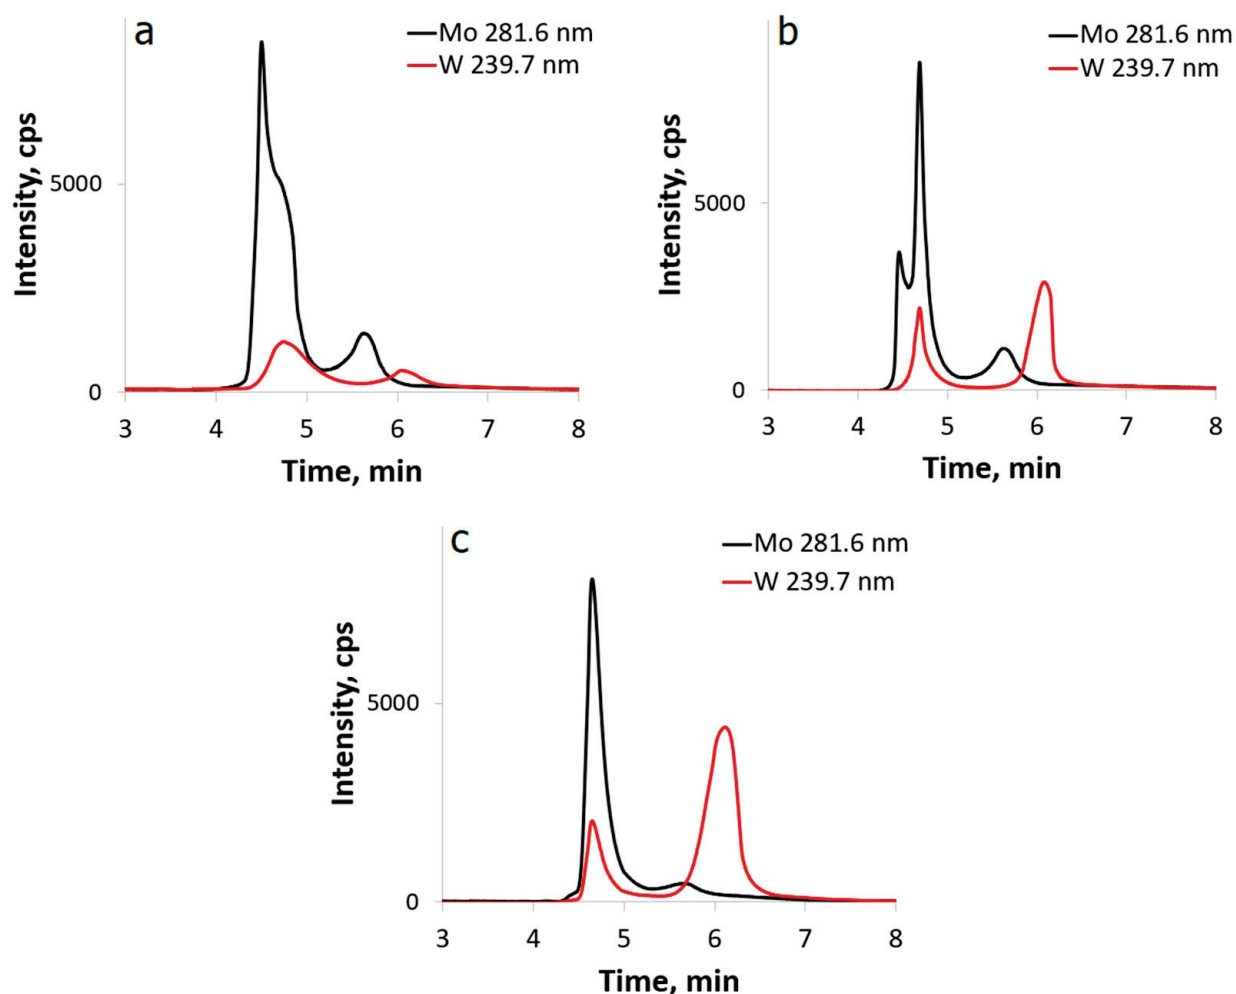 a
Mo 281.6 nm
W 239.7 nm
Intensity, cps
5000
0
3 4 5 6 7 8
Time, min
b
Mo 281.6 nm
W 239.7 nm
Intensity, cps
5000
0
3 4 5 6 7 8
Time, min
c
Mo 281.6 nm
W 239.7 nm
Intensity, cps
5000
0
3 4 5 6 7 8
Time, min